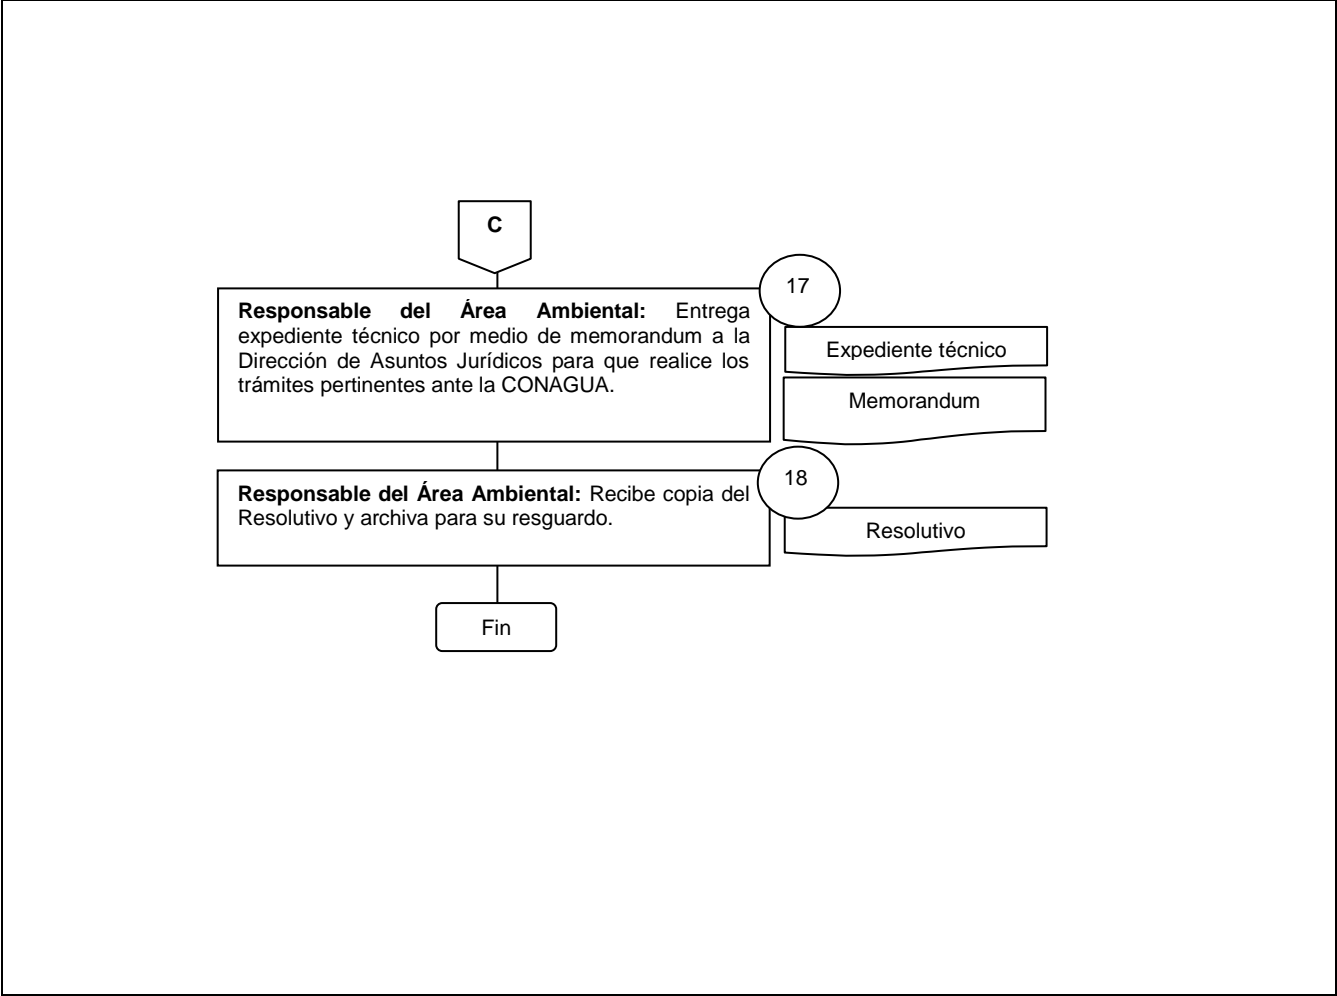 C
17
Responsable del Área Ambiental: Entrega
expediente técnico por medio de memorandum a la
Dirección de Asuntos Jurídicos para que realice los
trámites pertinentes ante la CONAGUA.
Expediente técnico
Memorandum
18
Responsable del Área Ambiental: Recibe copia del
Resolutivo y archiva para su resguardo.
Resolutivo
Fin